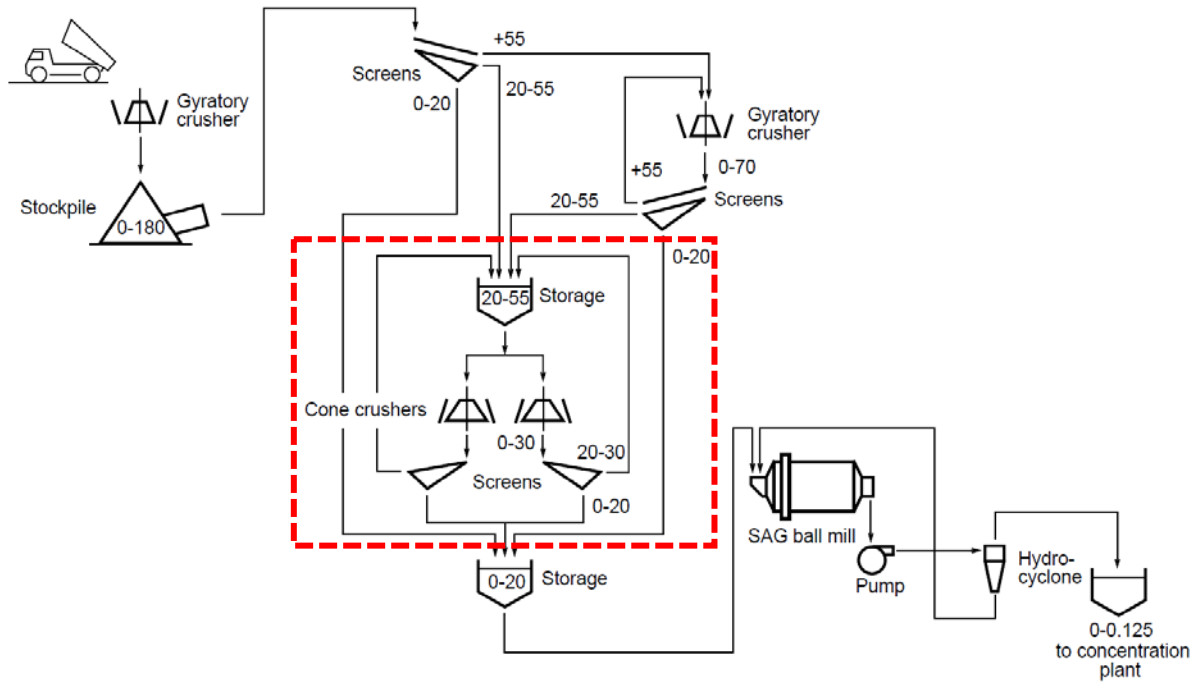 Gyratory
crusher
Stockpile
0-180
Screens
+55
20-55
0-20
Gyratory
crusher
+55
0-70
20-55
Screens
0-20
20-55
Storage
Cone crushers
0-30
20-30
Screens
0-20
0-20
Storage
SAG ball mill
Pump
Hydro-
cyclone
0-0.125
to concentration
plant